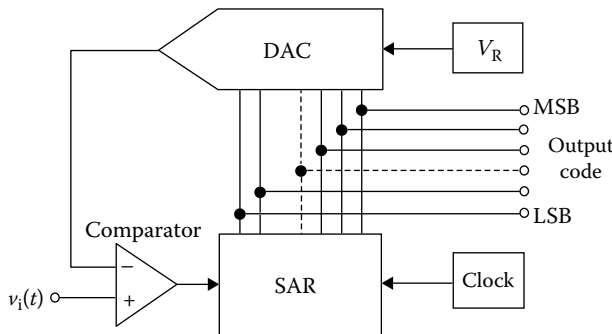 DAC
V_R
MSB
Output
code
LSB
Comparator
−
+
v_i(t)
SAR
Clock